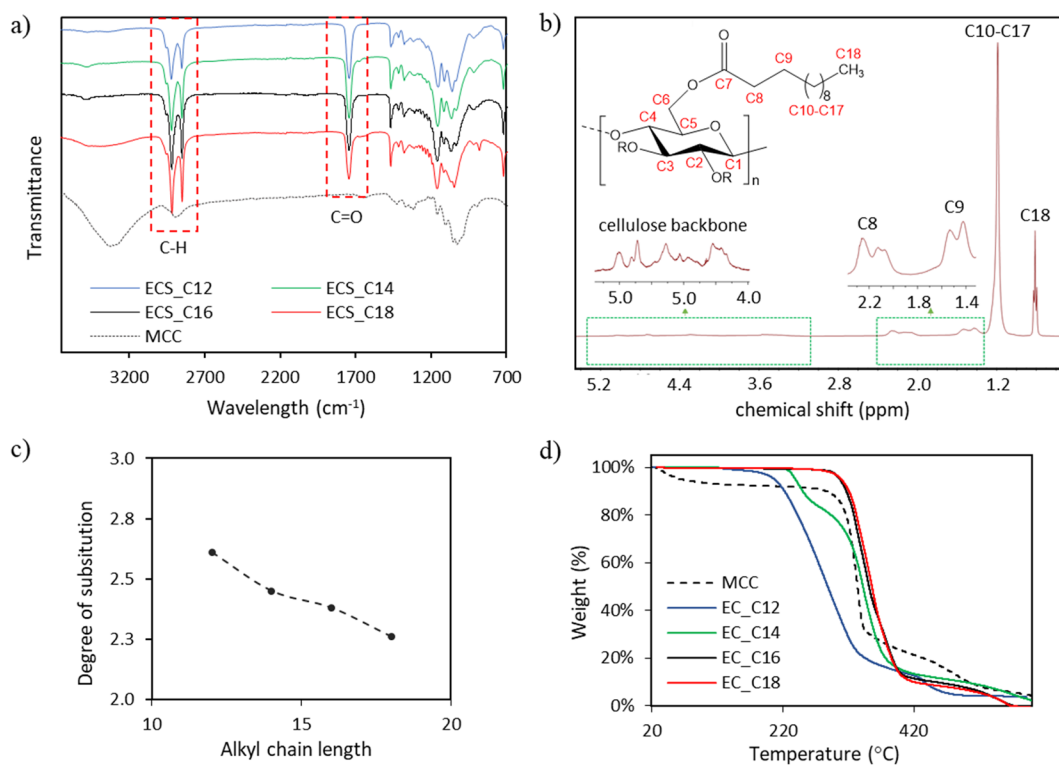 a)
Transmittance
C-H
C=O
ECS_C12
ECS_C14
ECS_C16
ECS_C18
MCC
3200
2700
2200
1700
1200
700
Wavelength (cm⁻¹)
b)
C10-C17
O
C9
C18
CH₃
O
C7
C8
8
C6
C10-C17
C4
C5
O
O
RO
O
C3
C2
C1
OR
n
cellulose backbone
C8
C9
C18
5.0
5.0
4.0
2.2
1.8
1.4
5.2
4.4
3.6
2.8
2.0
1.2
chemical shift (ppm)
c)
Degree of subsitution
3.0
2.8
2.5
2.3
2.0
10
15
20
Alkyl chain length
d)
Weight (%)
100%
80%
60%
40%
20%
0%
MCC
EC_C12
EC_C14
EC_C16
EC_C18
20
220
420
Temperature (°C)